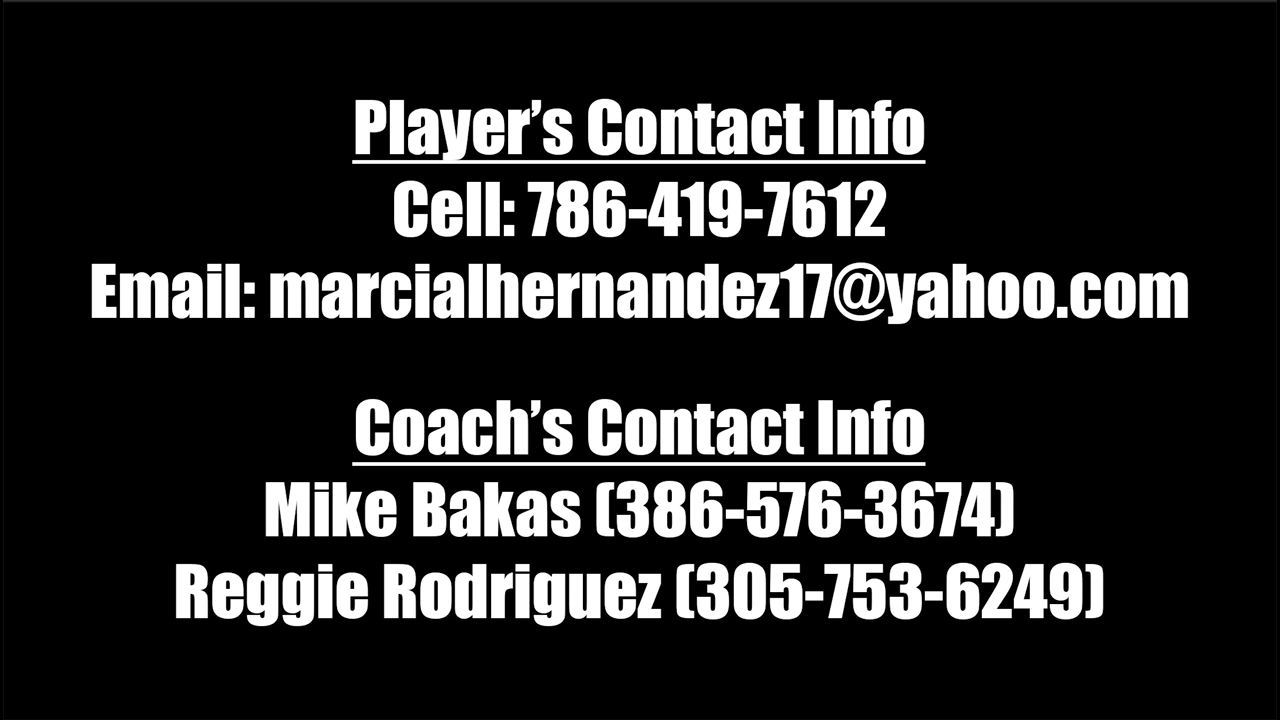 Player’s Contact Info
Cell: 786-419-7612
Email: marcialhernandez17@yahoo.com
Coach’s Contact Info
Mike Bakas (386-576-3674)
Reggie Rodriguez (305-753-6249)